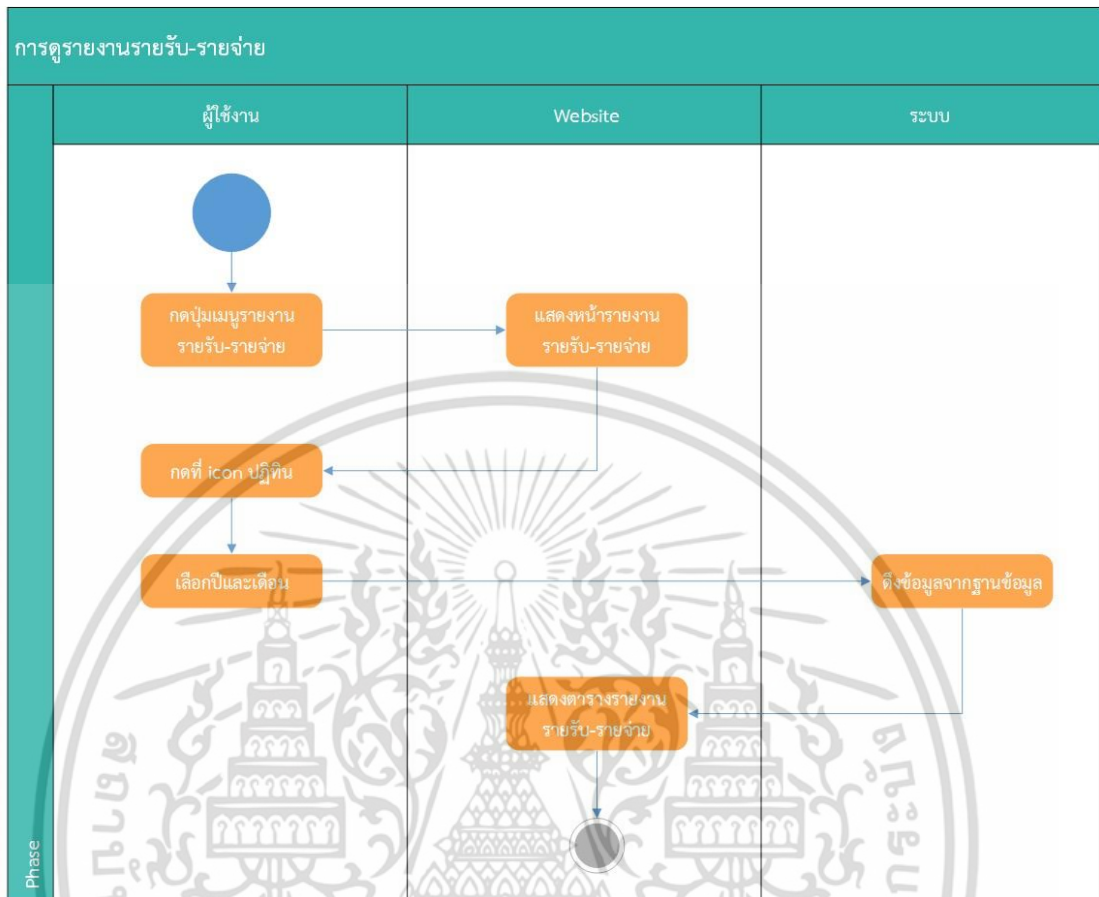 การดูรายงานรายรับ-รายจ่าย
ผู้ใช้งาน
Website
ระบบ
กดปุ่มเมนูรายงาน
รายรับ-รายจ่าย
แสดงหน้ารายงาน
รายรับ-รายจ่าย
กดที่ icon ปฏิทิน
เลือกปีและเดือน
ดึงข้อมูลจากฐานข้อมูล
แสดงตารางรายงาน
รายรับ-รายจ่าย
Phase